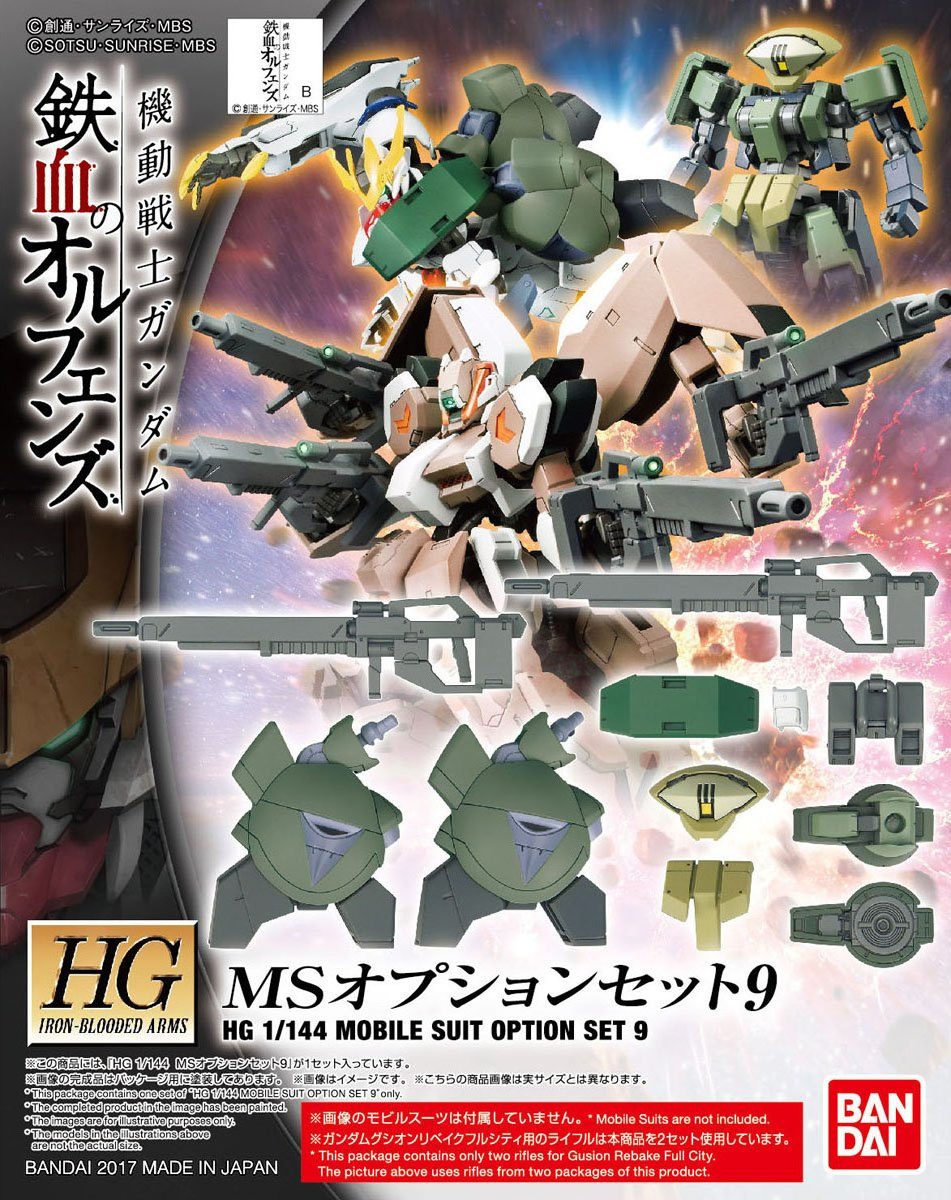 ©創通・サンライズ・MBS
©SOTSU・SUNRISE・MBS
機動戦士ガンダム
鉄血のオルフェンズ
機動戦士ガンダム
鉄血のオルフェンズ
B
©創通・サンライズ・MBS
HG
IRON-BLOODED ARMS
MSオプションセット9
HG 1/144 MOBILE SUIT OPTION SET 9
※この商品には、「HG 1/144 MSオプションセット9」が1セット入っています。
※画像の完成品はパッケージ用に塗装してあります。 ※画像はイメージです。 ※こちらの商品画像は実サイズとは異なります。
* This package contains one set of "HG 1/144 MOBILE SUIT OPTION SET 9" only.
* The completed product in the image has been painted.
* The images are for illustrative purposes only.
* The models in the illustrations above
are not the actual size.
BANDAI 2017 MADE IN JAPAN
※画像のモビルスーツは付属していません。 * Mobile Suits are not included.
※ガンダムグシオンリベイクフルシティ用のライフルは本商品を2セット使用しています。
* This package contains only two rifles for Gusion Rebake Full City.
The picture above uses rifles from two packages of this product.
BAN
DAI